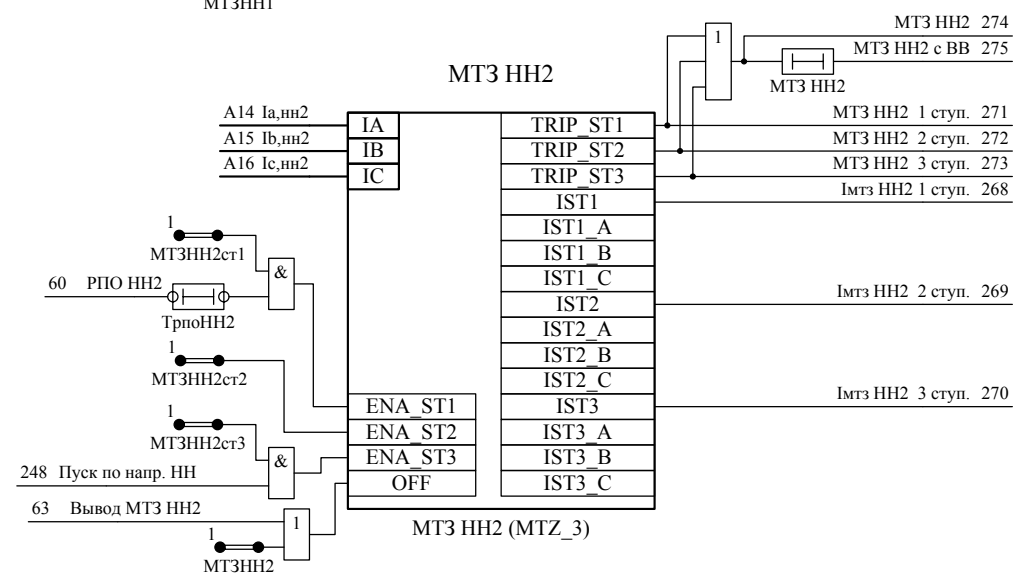 МТЗНН1
МТЗ НН2
МТЗ НН2 274
МТЗ НН2 с ВВ 275
1
МТЗ НН2
A14 Iа,нн2
A15 Ib,нн2
A16 Iс,нн2
IA
IB
IC
TRIP_ST1
TRIP_ST2
TRIP_ST3
IST1
IST1_A
IST1_B
IST1_C
IST2
IST2_A
IST2_B
IST2_C
IST3
IST3_A
IST3_B
IST3_C
МТЗ НН2 1 ступ. 271
МТЗ НН2 2 ступ. 272
МТЗ НН2 3 ступ. 273
Iмтз НН2 1 ступ. 268
Iмтз НН2 2 ступ. 269
Iмтз НН2 3 ступ. 270
1
МТЗНН2ст1
&
60 РПО НН2
ТрпоНН2
1
МТЗНН2ст2
1
МТЗНН2ст3
&
248 Пуск по напр. НН
63 Вывод МТЗ НН2
1
1
МТЗНН2
ENA_ST1
ENA_ST2
ENA_ST3
OFF
МТЗ НН2 (MTZ_3)